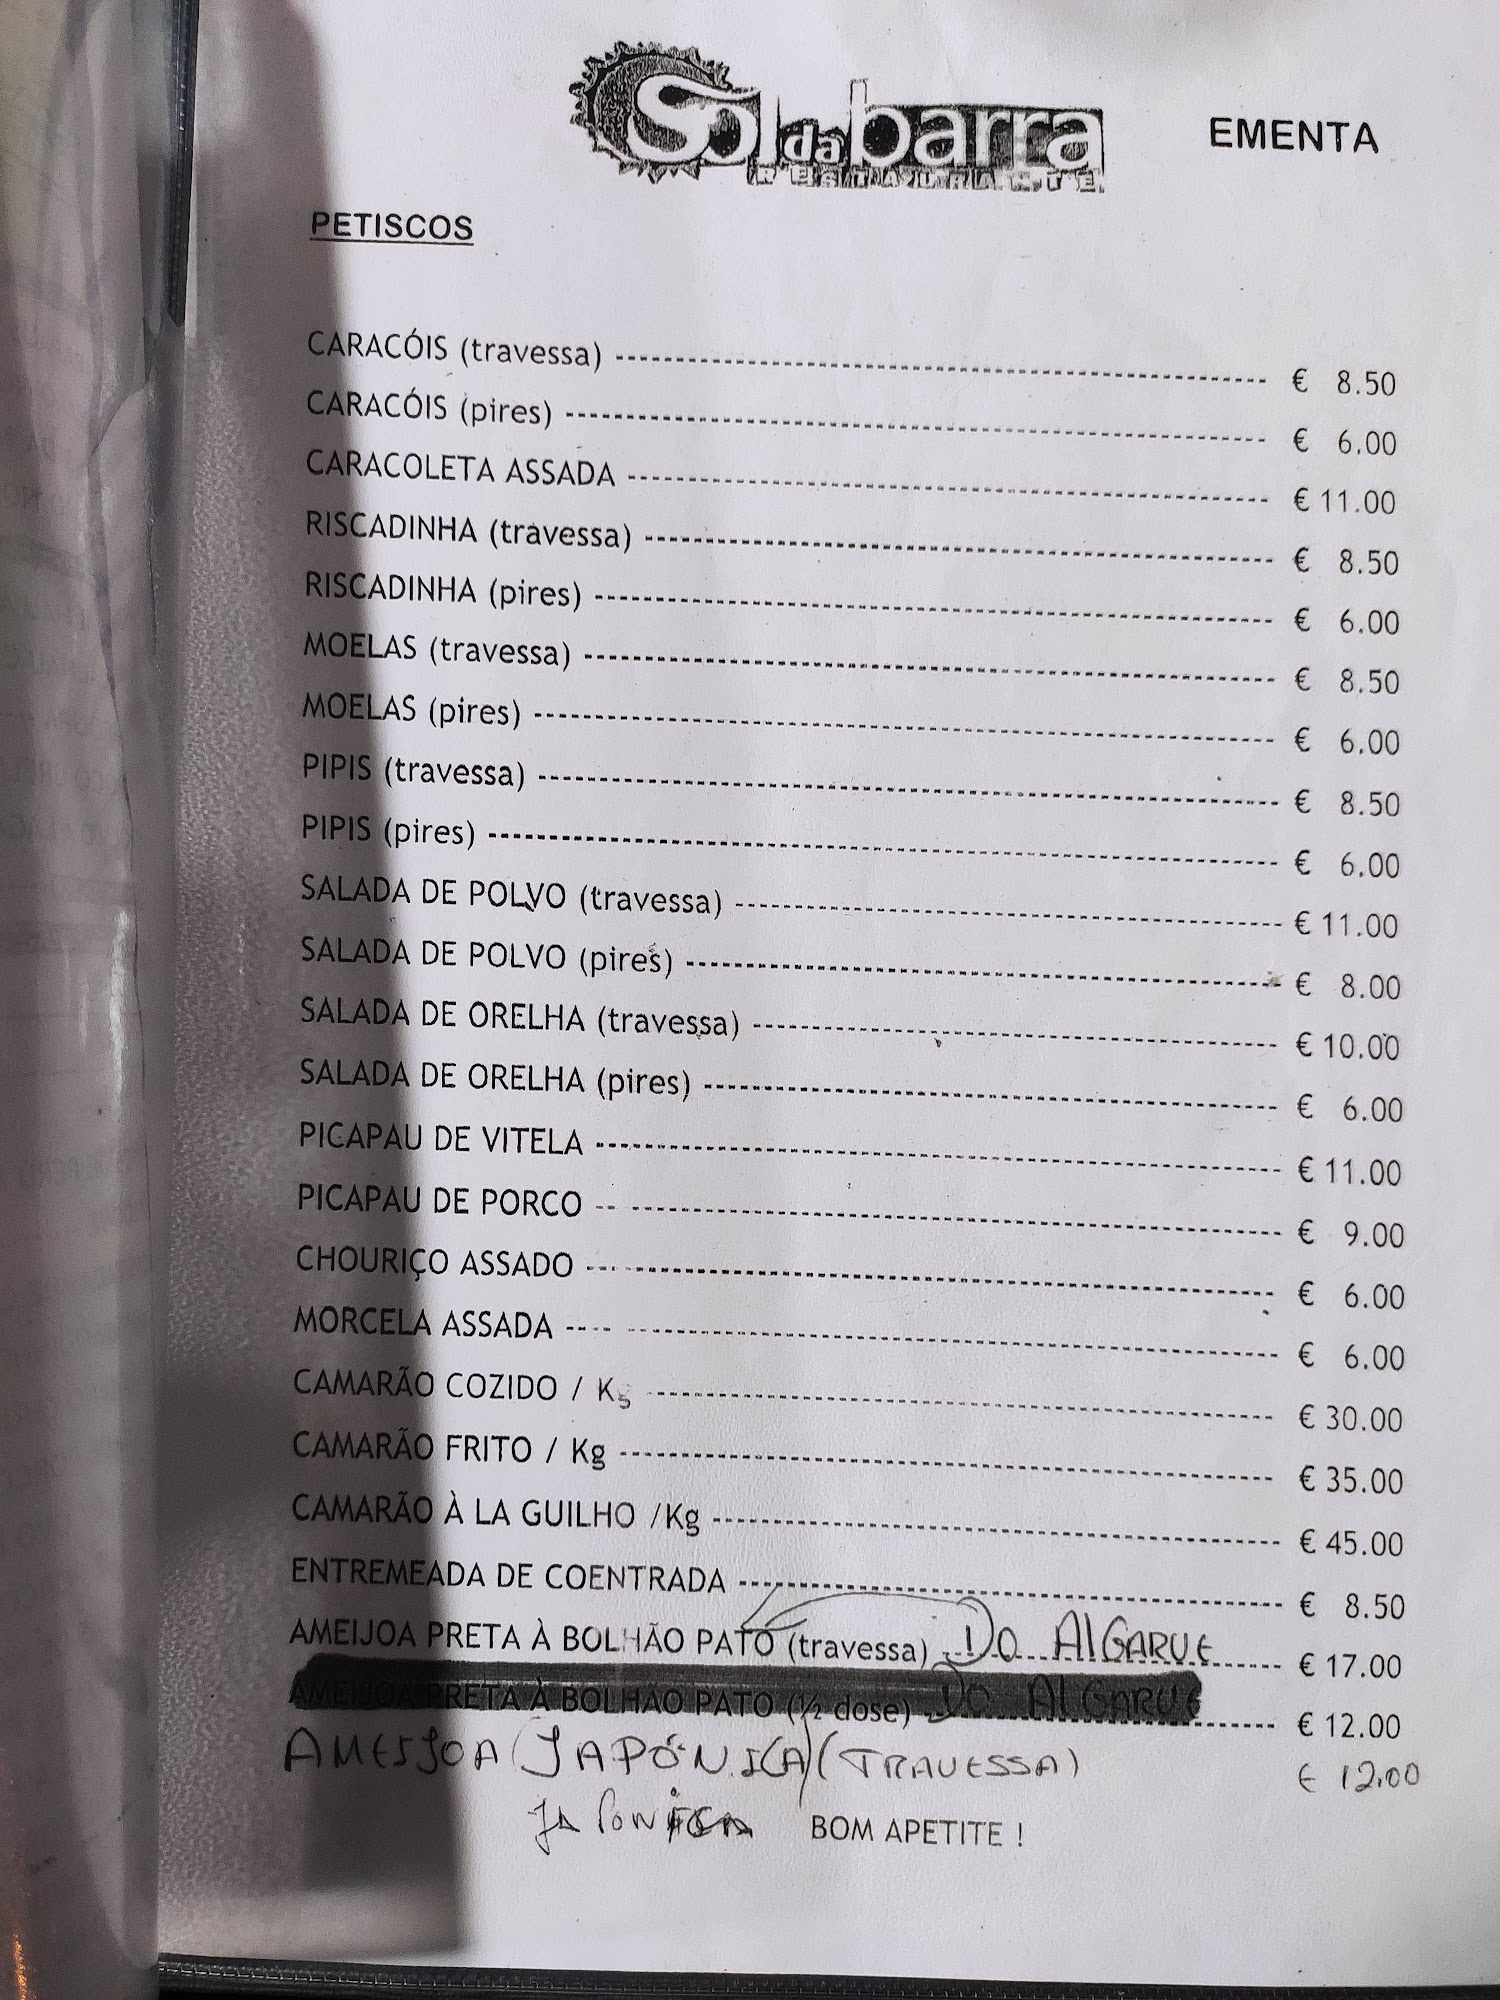 Sol da barra
RESTAURANTE
EMENTA
PETISCOS
CARACÓIS (travessa) ---------- € 8.50
CARACÓIS (pires) ---------- € 6.00
CARACOLETA ASSADA ---------- € 11.00
RISCADINHA (travessa) ---------- € 8.50
RISCADINHA (pires) ---------- € 6.00
MOELAS (travessa) ---------- € 8.50
MOELAS (pires) ---------- € 6.00
PIPIS (travessa) ---------- € 8.50
PIPIS (pires) ---------- € 6.00
SALADA DE POLVO (travessa) ---------- € 11.00
SALADA DE POLVO (pires) ---------- € 8.00
SALADA DE ORELHA (travessa) ---------- € 10.00
SALADA DE ORELHA (pires) ---------- € 6.00
PICAPAU DE VITELA ---------- € 11.00
PICAPAU DE PORCO ---------- € 9.00
CHOURIÇO ASSADO ---------- € 6.00
MORCELA ASSADA ---------- € 6.00
CAMARÃO COZIDO / Kg ---------- € 30.00
CAMARÃO FRITO / Kg ---------- € 35.00
CAMARÃO À LA GUILHO /Kg ---------- € 45.00
ENTREMEADA DE COENTRADA ---------- € 8.50
AMEIJOA PRETA À BOLHÃO PATO (travessa) DO ALGARVE ---------- € 17.00
AMEIJOA PRETA À BOLHÃO PATO (½ dose) DO ALGARVE ---------- € 12.00
AMEIJOA (JAPÓNICA) (TRAVESSA) € 12.00
JAPONICA
BOM APETITE !